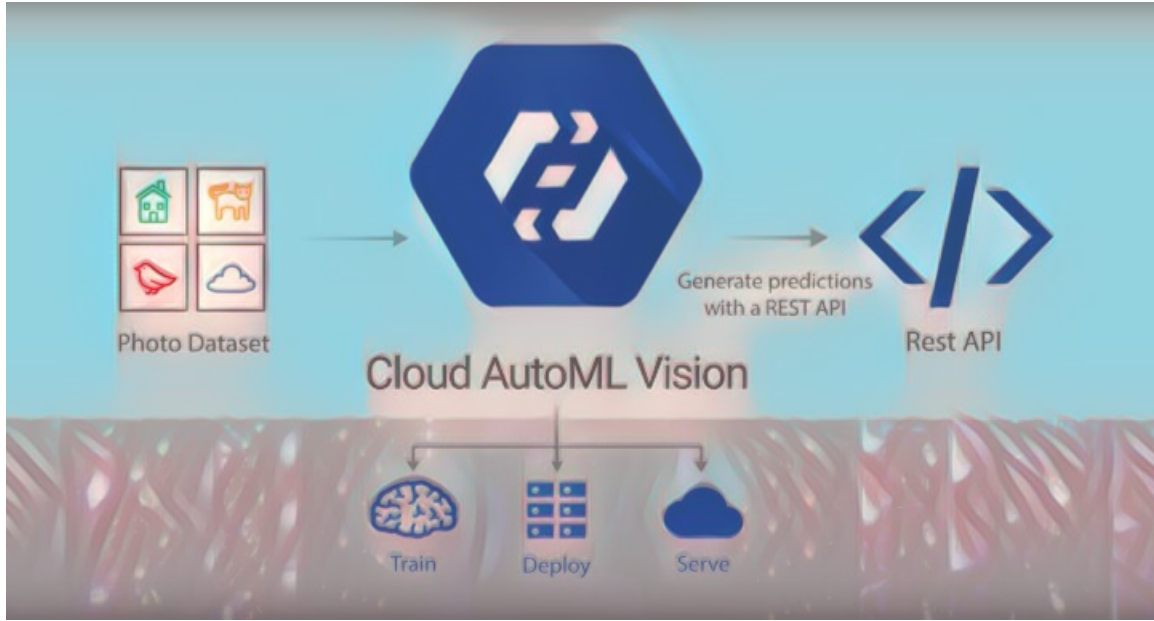 Photo Dataset
Generate predictions
with a REST API
Rest API
Cloud AutoML Vision
Train
Deploy
Serve